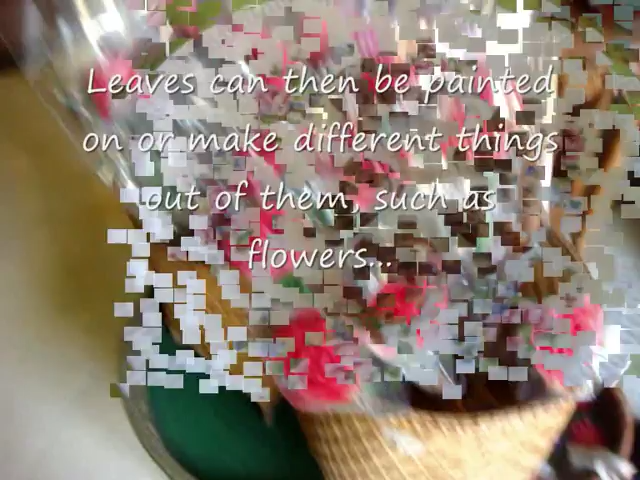 Leaves can then be painted
on or make different things
out of them, such as
flowers...